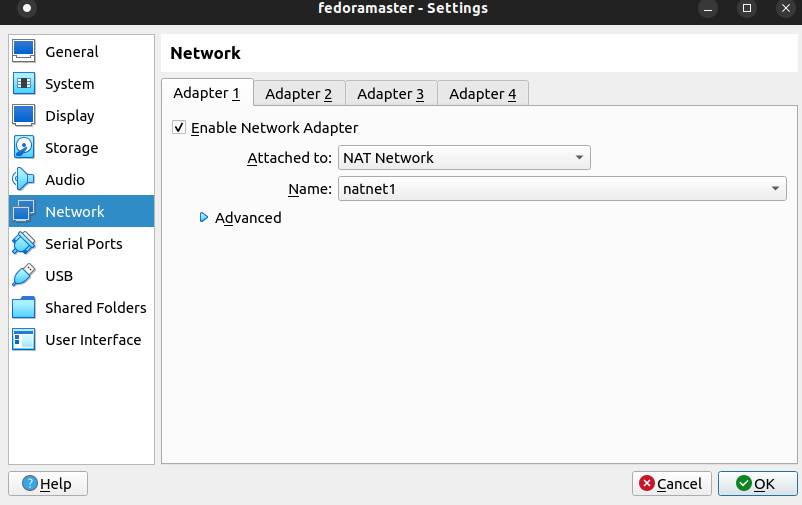 fedoramaster - Settings
General
System
Display
Storage
Audio
Network
Serial Ports
USB
Shared Folders
User Interface
Network
Adapter 1 Adapter 2 Adapter 3 Adapter 4
Enable Network Adapter
Attached to: NAT Network
Name: natnet1
Advanced
Help Cancel OK